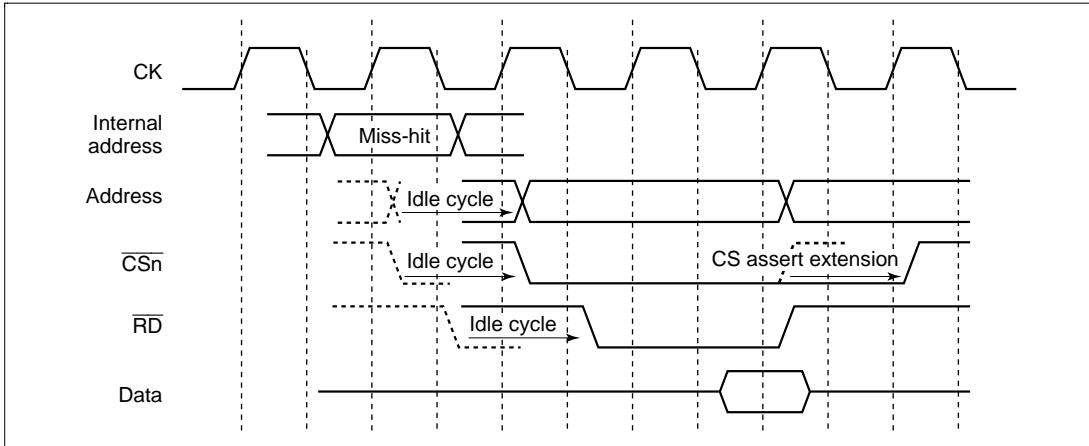 CK
Internal
address
Miss-hit
Address
Idle cycle
CSn
Idle cycle
CS assert extension
RD
Idle cycle
Data